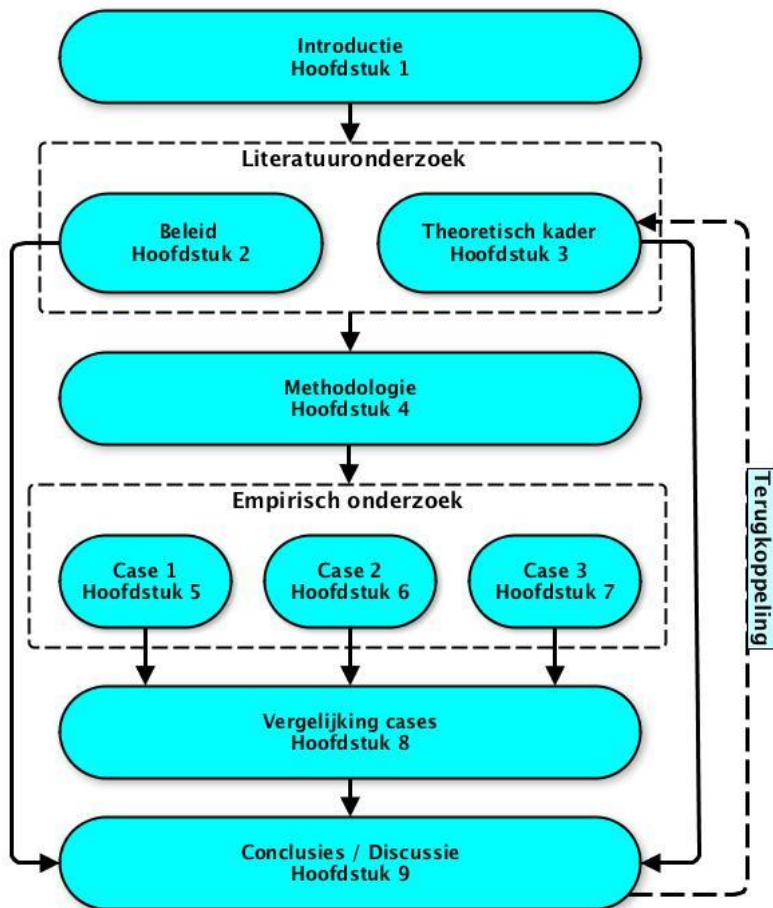 Introductie
Hoofdstuk 1
Literatuuronderzoek
Beleid
Hoofdstuk 2
Theoretisch kader
Hoofdstuk 3
Methodologie
Hoofdstuk 4
Empirisch onderzoek
Case 1
Hoofdstuk 5
Case 2
Hoofdstuk 6
Case 3
Hoofdstuk 7
Terugkoppeling
Vergelijking cases
Hoofdstuk 8
Conclusies / Discussie
Hoofdstuk 9